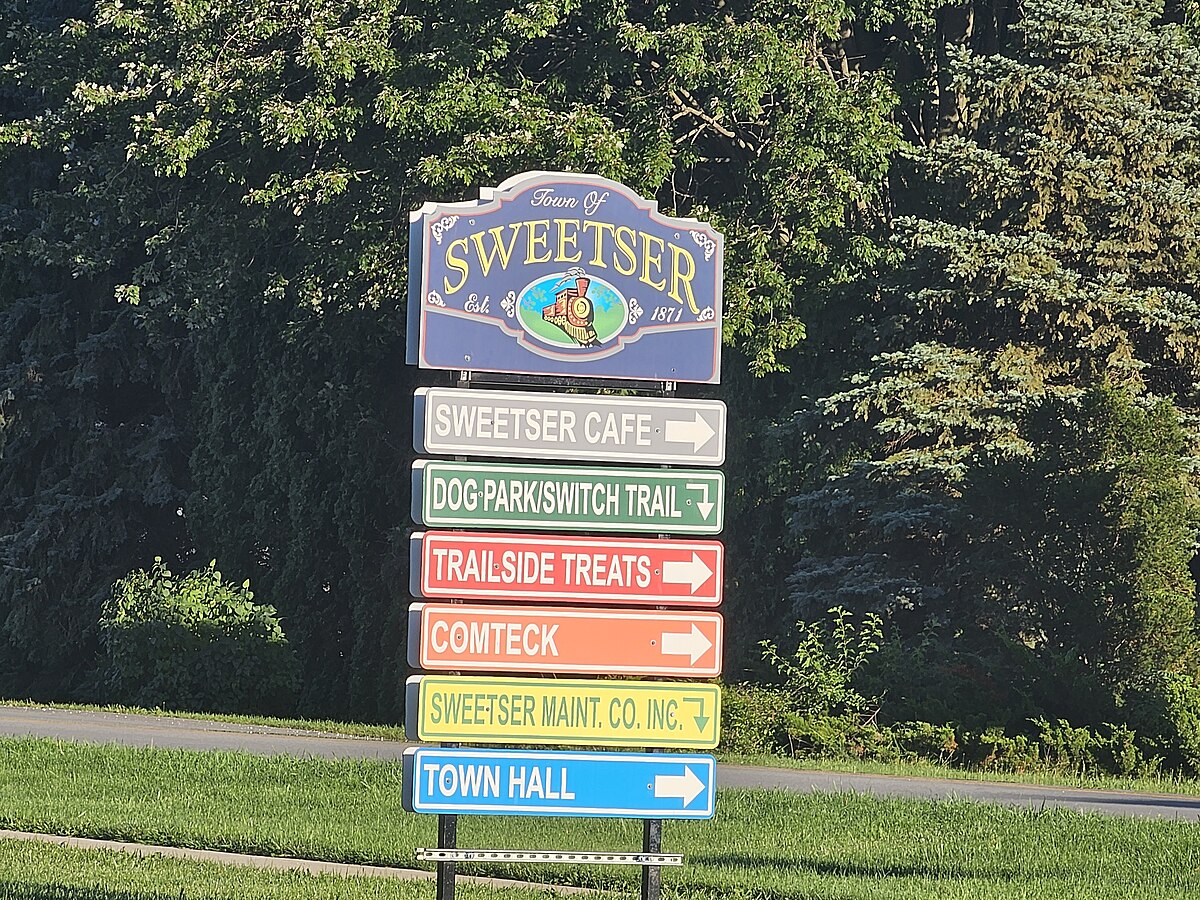 Town Of
SWEETSER
Est. 1871
SWEETSER CAFE
DOG PARK/SWITCH TRAIL
TRAILSIDE TREATS
COMTECK
SWEETSER MAINT. CO. INC.
TOWN HALL